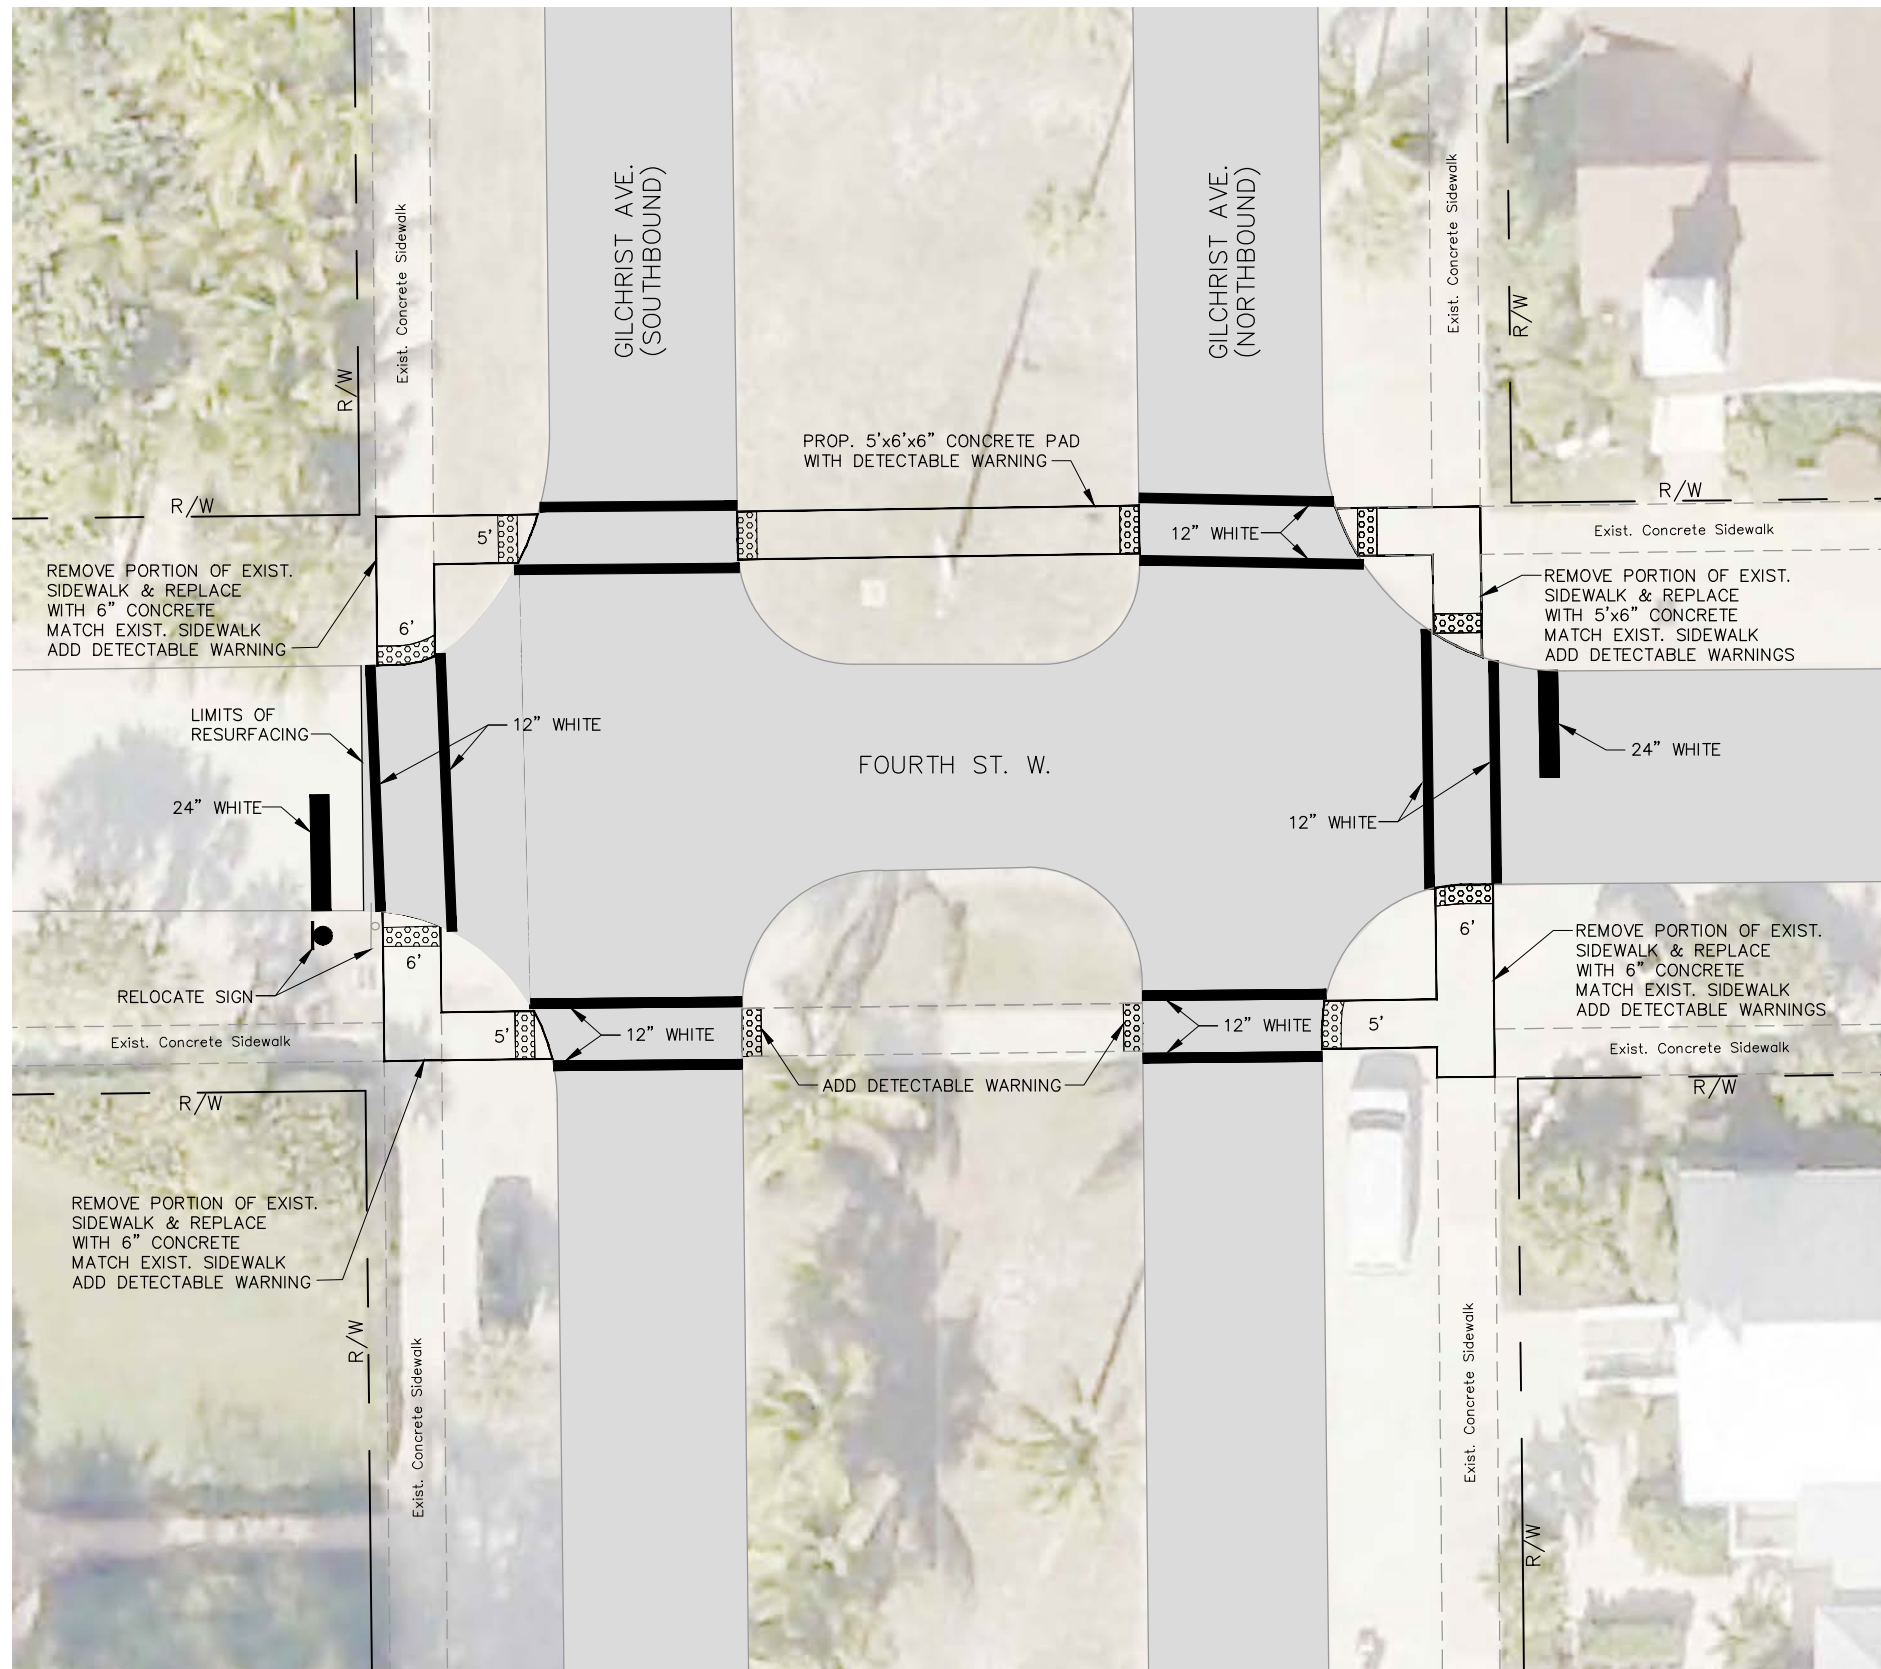 GILCHRIST AVE.
(SOUTHBOUND)
GILCHRIST AVE.
(NORTHBOUND)
Exist. Concrete Sidewalk
Exist. Concrete Sidewalk
R/W
R/W
PROP. 5'x6'x6" CONCRETE PAD
WITH DETECTABLE WARNING
R/W
R/W
5'
12" WHITE
Exist. Concrete Sidewalk
REMOVE PORTION OF EXIST.
SIDEWALK & REPLACE
WITH 6" CONCRETE
MATCH EXIST. SIDEWALK
ADD DETECTABLE WARNING
6'
REMOVE PORTION OF EXIST.
SIDEWALK & REPLACE
WITH 5'x6" CONCRETE
MATCH EXIST. SIDEWALK
ADD DETECTABLE WARNINGS
LIMITS OF
RESURFACING
12" WHITE
FOURTH ST. W.
24" WHITE
24" WHITE
12" WHITE
6'
6'
REMOVE PORTION OF EXIST.
SIDEWALK & REPLACE
WITH 6" CONCRETE
MATCH EXIST. SIDEWALK
ADD DETECTABLE WARNINGS
RELOCATE SIGN
Exist. Concrete Sidewalk
5'
12" WHITE
12" WHITE
5'
Exist. Concrete Sidewalk
ADD DETECTABLE WARNING
R/W
R/W
REMOVE PORTION OF EXIST.
SIDEWALK & REPLACE
WITH 6" CONCRETE
MATCH EXIST. SIDEWALK
ADD DETECTABLE WARNING
R/W
Exist. Concrete Sidewalk
Exist. Concrete Sidewalk
R/W